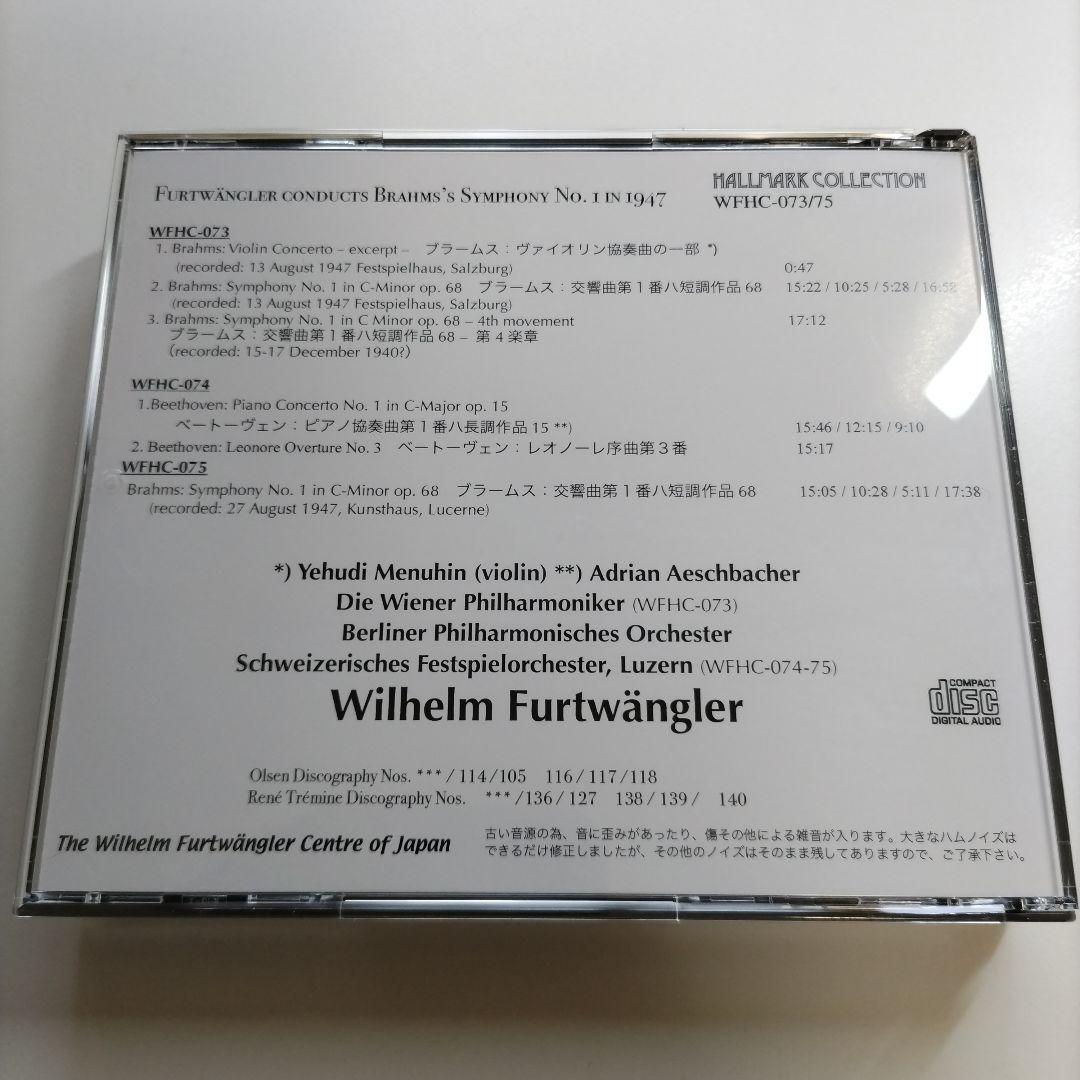 FURTWÄNGLER CONDUCTS BRAHMS'S SYMPHONY NO. 1 IN 1947
HALLMARK COLLECTION
WFHC-073/75
WFHC-073
1. Brahms: Violin Concerto – excerpt –　ブラームス：ヴァイオリン協奏曲の一部 *)
(recorded: 13 August 1947 Festspielhaus, Salzburg) 0:47
2. Brahms: Symphony No. 1 in C-Minor op. 68　ブラームス：交響曲第１番ハ短調作品 68 15:22 / 10:25 / 5:28 / 16:52
(recorded: 13 August 1947 Festspielhaus, Salzburg)
3. Brahms: Symphony No. 1 in C Minor op. 68 – 4th movement 17:12
ブラームス：交響曲第１番ハ短調作品 68 – 第４楽章
(recorded: 15-17 December 1940?)
WFHC-074
1.Beethoven: Piano Concerto No. 1 in C-Major op. 15
ベートーヴェン：ピアノ協奏曲第１番ハ長調作品 15 **) 15:46 / 12:15 / 9:10
2. Beethoven: Leonore Overture No. 3　ベートーヴェン：レオノーレ序曲第３番 15:17
WFHC-075
Brahms: Symphony No. 1 in C-Minor op. 68　ブラームス：交響曲第１番ハ短調作品 68 15:05 / 10:28 / 5:11 / 17:38
(recorded: 27 August 1947, Kunsthaus, Lucerne)
*) Yehudi Menuhin (violin) **) Adrian Aeschbacher
Die Wiener Philharmoniker (WFHC-073)
Berliner Philharmonisches Orchester
Schweizerisches Festspielorchester, Luzern (WFHC-074-75)
Wilhelm Furtwängler
COMPACT
disc
DIGITAL AUDIO
Olsen Discography Nos. *** / 114 / 105　116 / 117 / 118
René Trémine Discography Nos.　*** / 136 / 127　138 / 139 /　140
The Wilhelm Furtwängler Centre of Japan
古い音源の為、音に歪みがあったり、傷その他による雑音が入ります。大きなハムノイズは
できるだけ修正しましたが、その他のノイズはそのまま残してありますので、ご了承下さい。